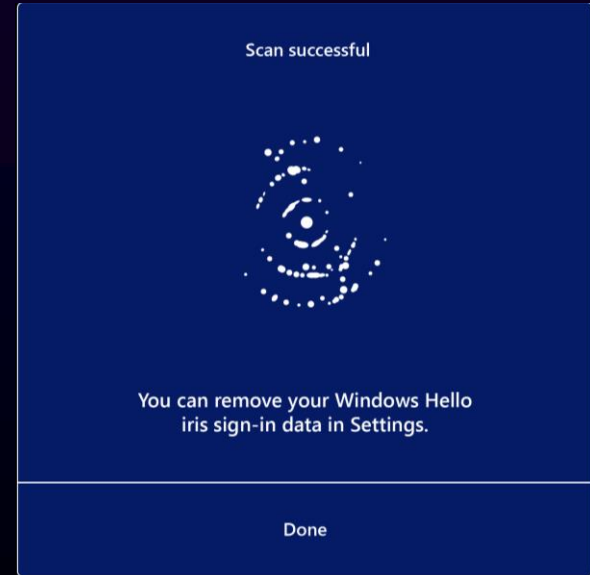 Scan successful
You can remove your Windows Hello
iris sign-in data in Settings.
Done